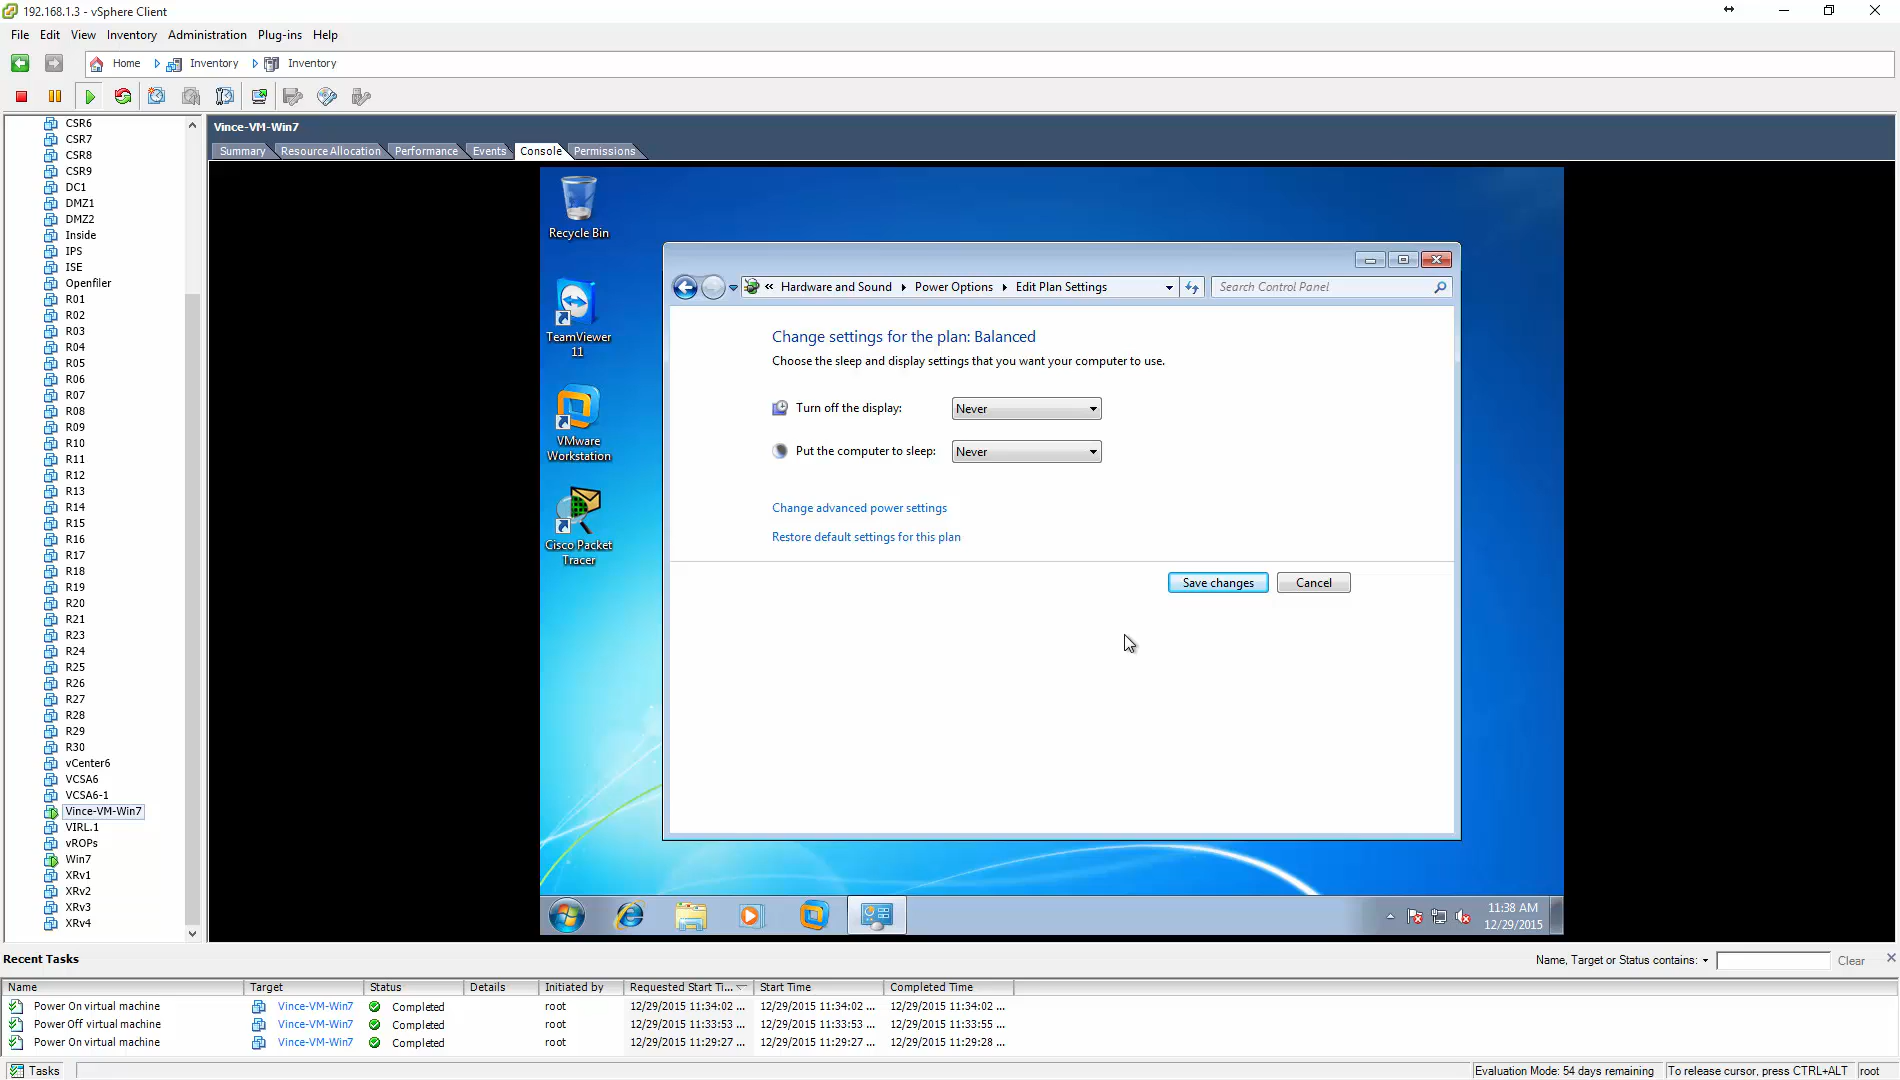 192.168.1.3 - vSphere Client
File Edit View Inventory Administration Plug-ins Help
Home Inventory Inventory
CSR6
CSR7
CSR8
CSR9
DC1
DMZ1
DMZ2
Inside
IPS
ISE
Openfiler
R01
R02
R03
R04
R05
R06
R07
R08
R09
R10
R11
R12
R13
R14
R15
R16
R17
R18
R19
R20
R21
R23
R24
R25
R26
R27
R28
R29
R30
vCenter6
VCSA6
VCSA6-1
Vince-VM-Win7
VIRL.1
vROPs
Win7
XRv1
XRv2
XRv3
XRv4
Vince-VM-Win7
Summary Resource Allocation Performance Events Console Permissions
Recycle Bin
TeamViewer
11
VMware
Workstation
Cisco Packet
Tracer
« Hardware and Sound Power Options Edit Plan Settings Search Control Panel
Change settings for the plan: Balanced
Choose the sleep and display settings that you want your computer to use.
Turn off the display: Never
Put the computer to sleep: Never
Change advanced power settings
Restore default settings for this plan
Save changes Cancel
11:38 AM
12/29/2015
Recent Tasks Name, Target or Status contains: Clear
Name Target Status Details Initiated by Requested Start Ti... Start Time Completed Time
Power On virtual machine Vince-VM-Win7 Completed root 12/29/2015 11:34:02 ... 12/29/2015 11:34:02 ... 12/29/2015 11:34:02 ...
Power Off virtual machine Vince-VM-Win7 Completed root 12/29/2015 11:33:53 ... 12/29/2015 11:33:53 ... 12/29/2015 11:33:55 ...
Power On virtual machine Vince-VM-Win7 Completed root 12/29/2015 11:29:27 ... 12/29/2015 11:29:27 ... 12/29/2015 11:29:28 ...
Tasks Evaluation Mode: 54 days remaining To release cursor, press CTRL+ALT root